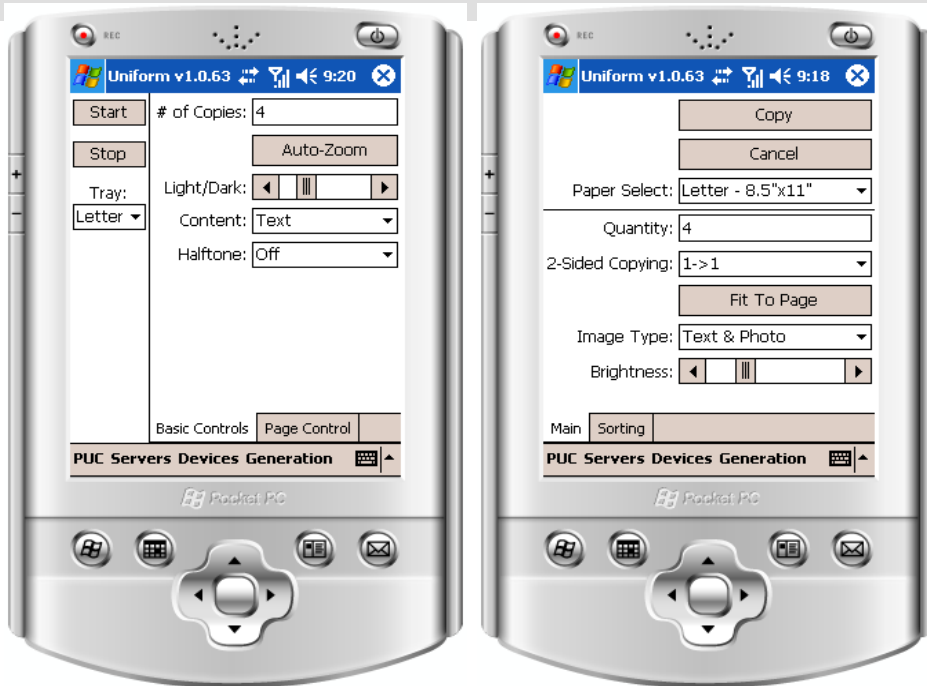 REC
Uniform v1.0.63 9:20
Start
Stop
Tray:
Letter
# of Copies: 4
Auto-Zoom
Light/Dark:
Content: Text
Halftone: Off
Basic Controls Page Control
PUC Servers Devices Generation
Pocket PC
REC
Uniform v1.0.63 9:18
Copy
Cancel
Paper Select: Letter - 8.5"x11"
Quantity: 4
2-Sided Copying: 1->1
Fit To Page
Image Type: Text & Photo
Brightness:
Main Sorting
PUC Servers Devices Generation
Pocket PC